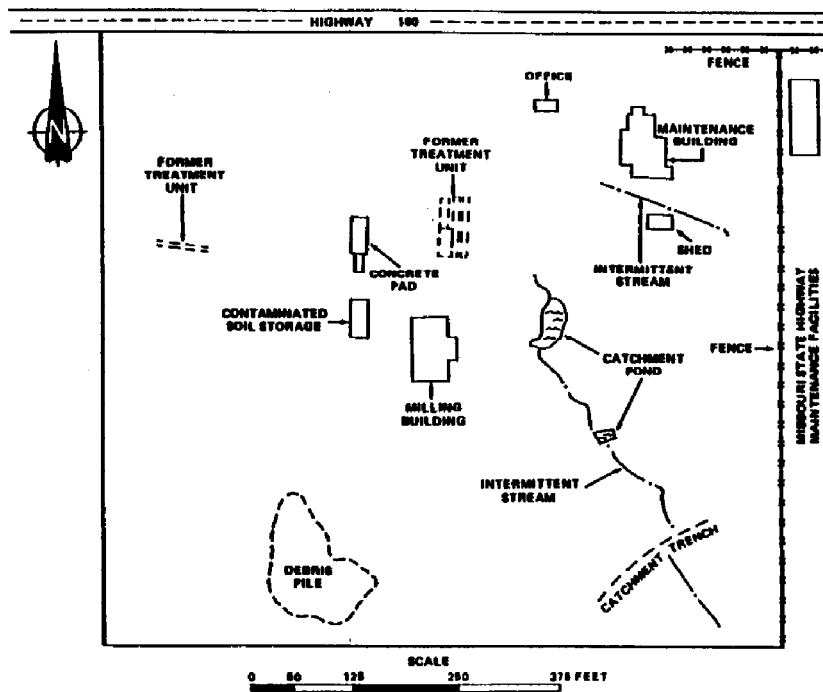 HIGHWAY 100
FENCE
OFFICE
N
FORMER
TREATMENT
UNIT
FORMER
TREATMENT
UNIT
MAINTENANCE
BUILDING
CONCRETE
PAD
SHED
INTERMITTENT
STREAM
CONTAMINATED
SOIL STORAGE
MILLING
BUILDING
CATCHMENT
POND
FENCE
MISSOURI STATE HIGHWAY
MAINTENANCE FACILITIES
INTERMITTENT
STREAM
CATCHMENT TRENCH
DEBRIS
PILE
SCALE
0 125 250 375 FEET